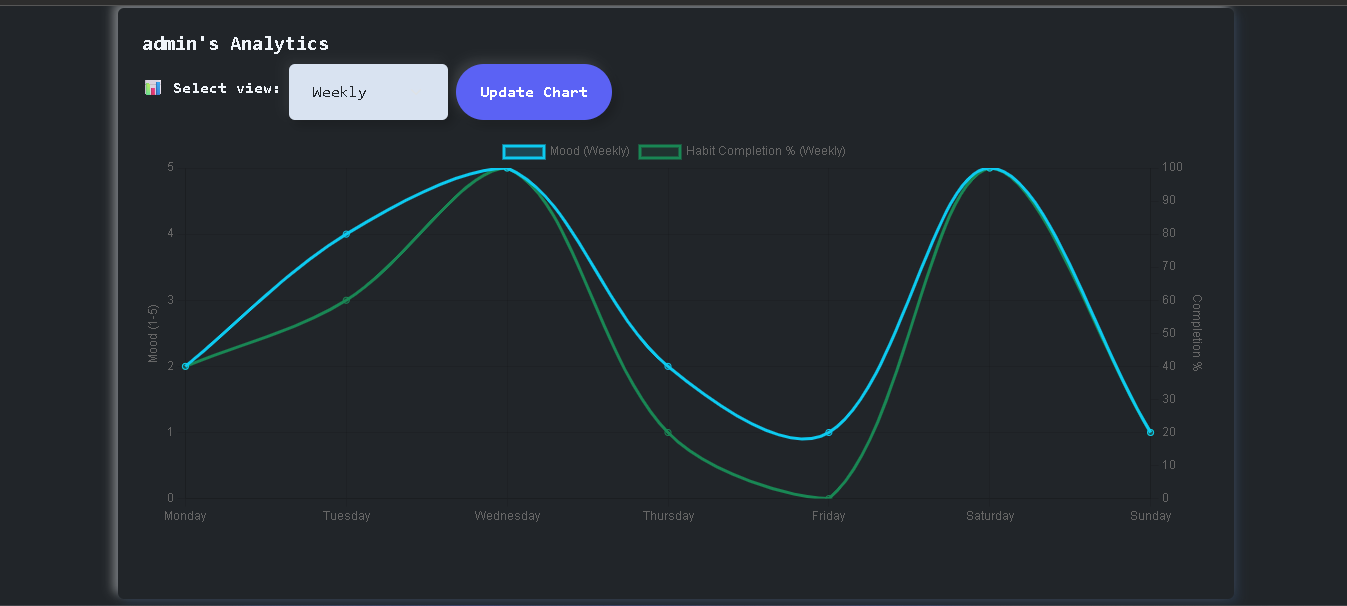 admin's Analytics
📊 Select view: Weekly Update Chart
Mood (Weekly) Habit Completion % (Weekly)
5
4
3
2
1
0
Mood (1-5)
100
90
80
70
60
50
40
30
20
10
0
Completion %
Monday Tuesday Wednesday Thursday Friday Saturday Sunday